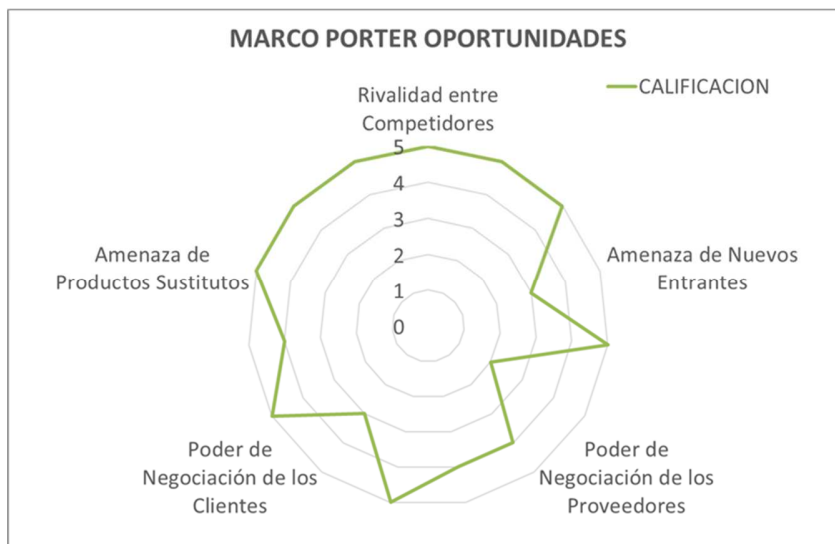 MARCO PORTER OPORTUNIDADES
CALIFICACION
Rivalidad entre
Competidores
5
4
3
2
1
0
Amenaza de Nuevos
Entrantes
Poder de
Negociación de los
Proveedores
Poder de
Negociación de los
Clientes
Amenaza de
Productos Sustitutos